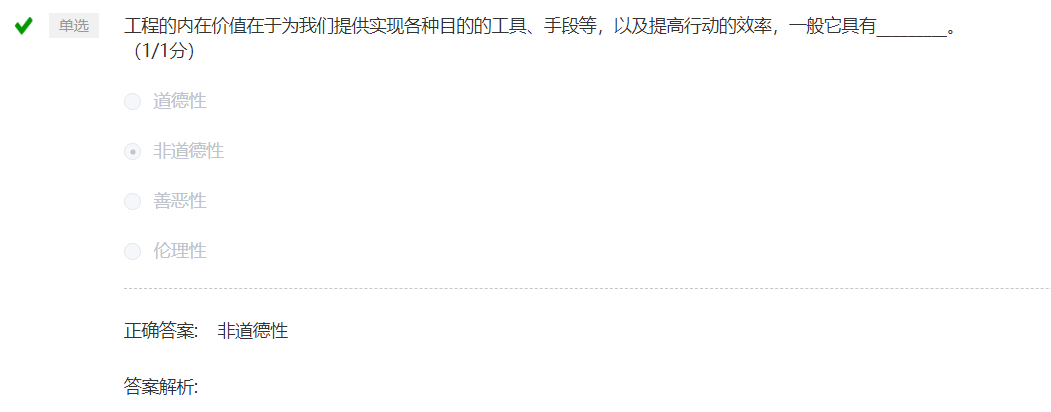 单选
工程的内在价值在于为我们提供实现各种目的的工具、手段等，以及提高行动的效率，一般它具有________。
（1/1分）
道德性
非道德性
善恶性
伦理性
正确答案: 非道德性
答案解析: